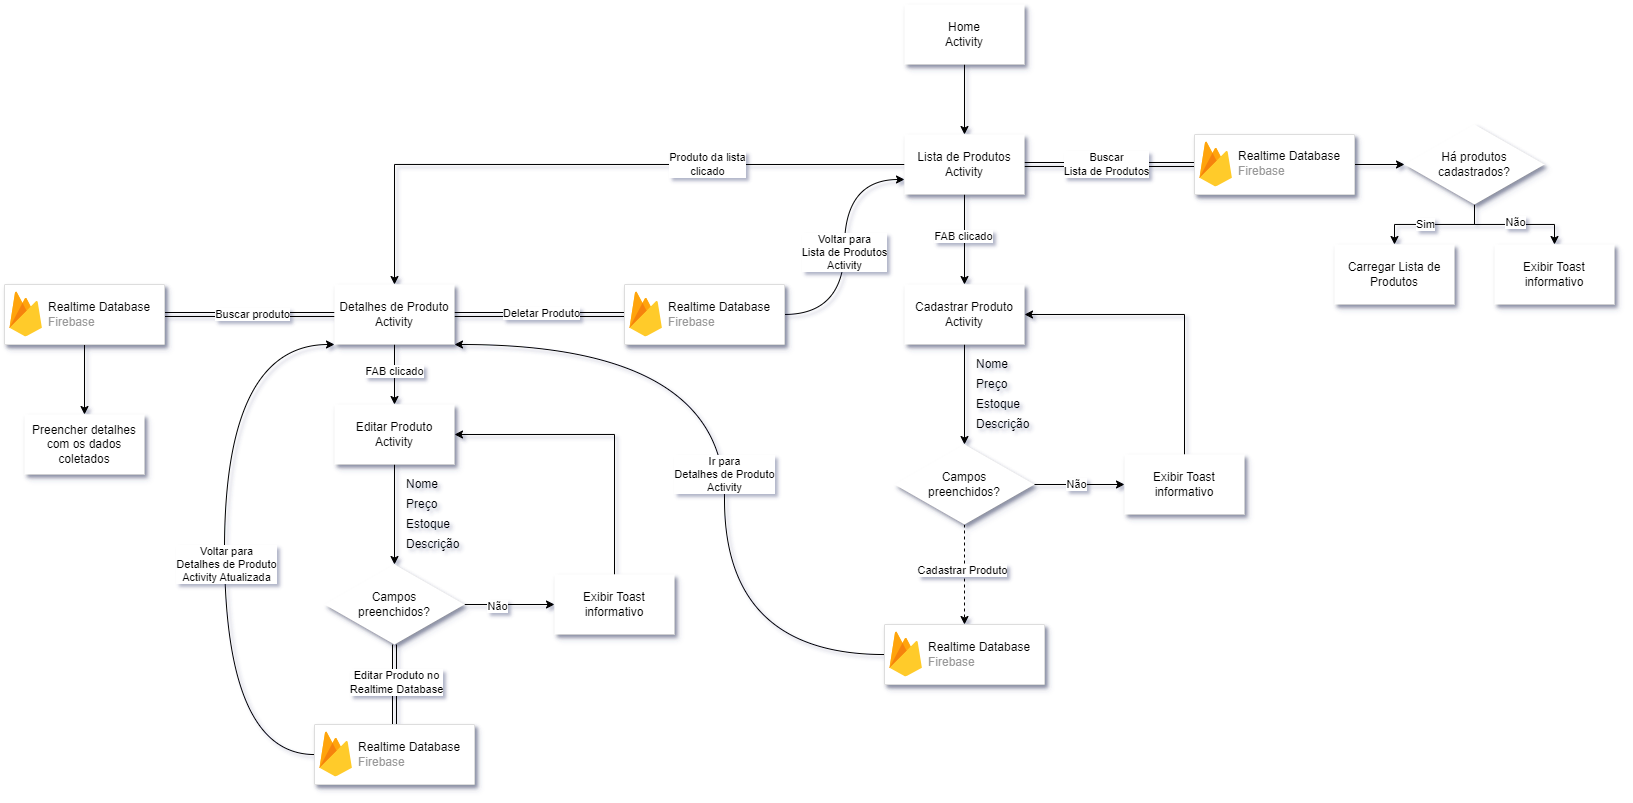 Home
Activity
Produto da lista
clicado
Lista de Produtos
Activity
Buscar
Lista de Produtos
Realtime Database
Firebase
Há produtos
cadastrados?
Sim
Não
Carregar Lista de
Produtos
Exibir Toast
informativo
Voltar para
Lista de Produtos
Activity
FAB clicado
Realtime Database
Firebase
Buscar produto
Detalhes de Produto
Activity
Deletar Produto
Realtime Database
Firebase
Cadastrar Produto
Activity
Preencher detalhes
com os dados
coletados
FAB clicado
Editar Produto
Activity
Nome
Preço
Estoque
Descrição
Nome
Preço
Estoque
Descrição
Ir para
Detalhes de Produto
Activity
Campos
preenchidos?
Não
Exibir Toast
informativo
Voltar para
Detalhes de Produto
Activity Atualizada
Campos
preenchidos?
Não
Exibir Toast
informativo
Cadastrar Produto
Realtime Database
Firebase
Editar Produto no
Realtime Database
Realtime Database
Firebase